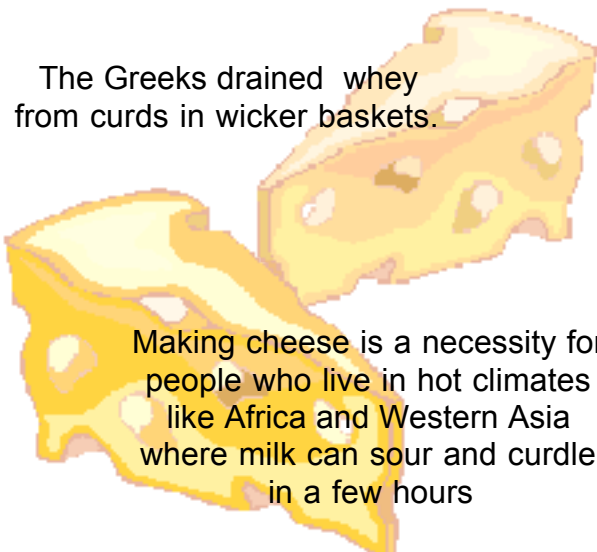 The Greeks drained  whey
from curds in wicker baskets.
Making cheese is a necessity for
people who live in hot climates
like Africa and Western Asia
where milk can sour and curdle
in a few hours